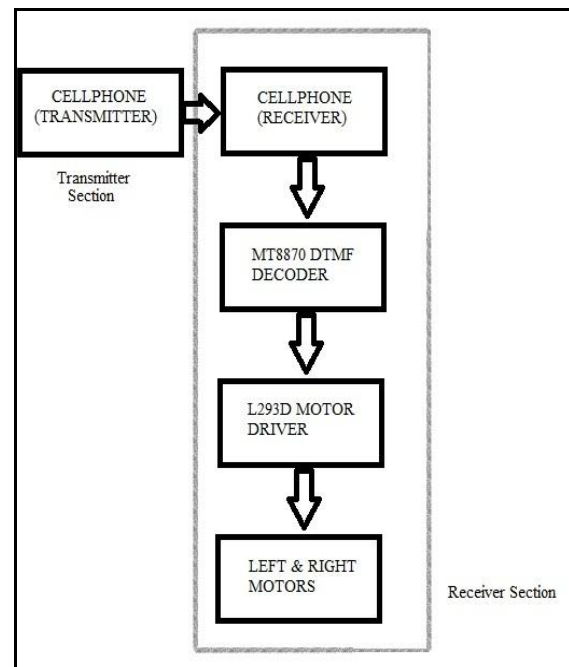 CELLPHONE
(TRANSMITTER)
Transmitter
Section
CELLPHONE
(RECEIVER)
MT8870 DTMF
DECODER
L293D MOTOR
DRIVER
LEFT & RIGHT
MOTORS
Receiver Section